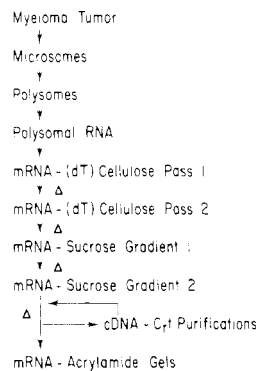 Myeloma Tumor
Microsomes
Polysomes
Polysomal RNA
mRNA - (dT) Cellulose Pass 1
Δ
mRNA - (dT) Cellulose Pass 2
Δ
mRNA - Sucrose Gradient 1
Δ
mRNA - Sucrose Gradient 2
Δ
cDNA - Crt Purifications
mRNA - Acrylamide Gels